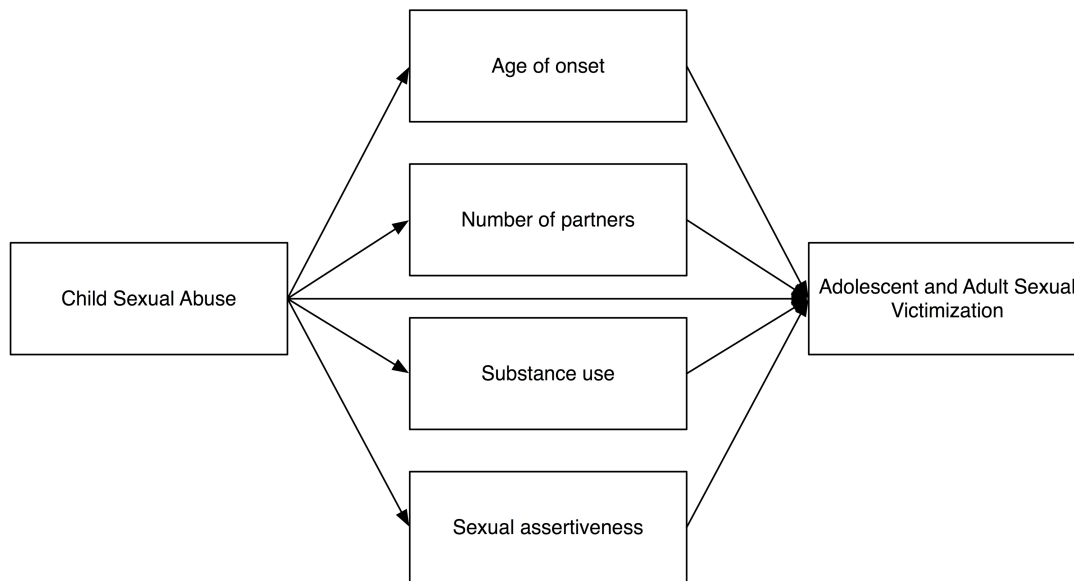 Age of onset
Number of partners
Child Sexual Abuse
Adolescent and Adult Sexual
Victimization
Substance use
Sexual assertiveness